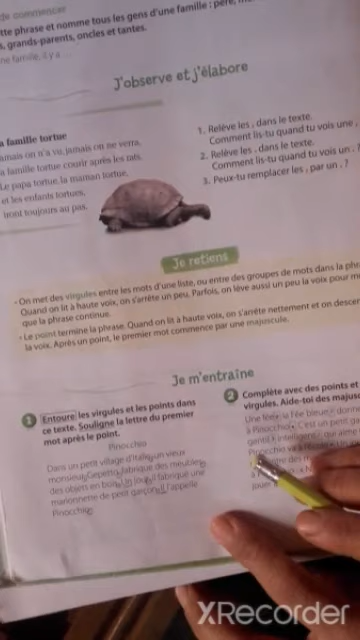 de commencer
tte phrase et nomme tous les gens d'une famille : père,
s, grands-parents, oncles et tantes.
ne famille, il y a ...
J'observe et j'élabore
a famille tortue
amais on n'a vu, jamais on ne verra,
a famille tortue courir après les rats.
Le papa tortue, la maman tortue,
et les enfants tortues,
iront toujours au pas.
1. Relève les , dans le texte.
Comment lis-tu quand tu vois une ,
2. Relève les . dans le texte.
Comment lis-tu quand tu vois un . ?
3. Peux-tu remplacer les , par un . ?
Je retiens
• On met des virgules entre les mots d'une liste, ou entre des groupes de mots dans la phra
Quand on lit à haute voix, on s'arrête un peu. Parfois, on lève aussi un peu la voix pour
que la phrase continue.
• Le point termine la phrase. Quand on lit à haute voix, on s'arrête nettement et on descen
la voix. Après un point, le premier mot commence par une majuscule.
Je m'entraîne
1 Entoure les virgules et les points dans
ce texte. Souligne la lettre du premier
mot après le point.
Pinocchio
Dans un petit village d'Italie, un vieux
monsieur, Gepetto, fabrique des meubles,
des objets en bois. Un jour, il fabrique une
marionnette de petit garçon. Il l'appelle
Pinocchio.
2 Complète avec des points et
virgules. Aide-toi des majus
Une fée, la fée bleue, donn
à Pinocchio. C'est un petit ga
gentil, intelligent, qui aime
Pinocchio va à l'école.
jouer
XRecorder